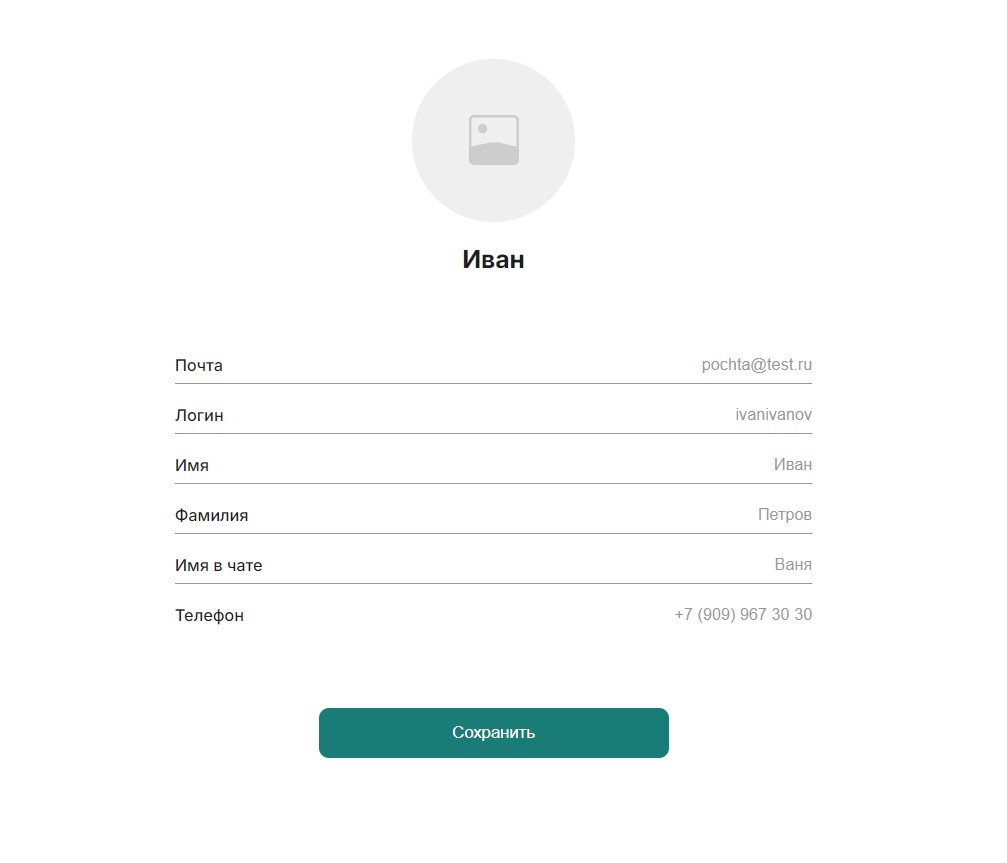 Иван
Почта pochta@test.ru
Логин ivanivanov
Имя Иван
Фамилия Петров
Имя в чате Ваня
Телефон +7 (909) 967 30 30
Сохранить